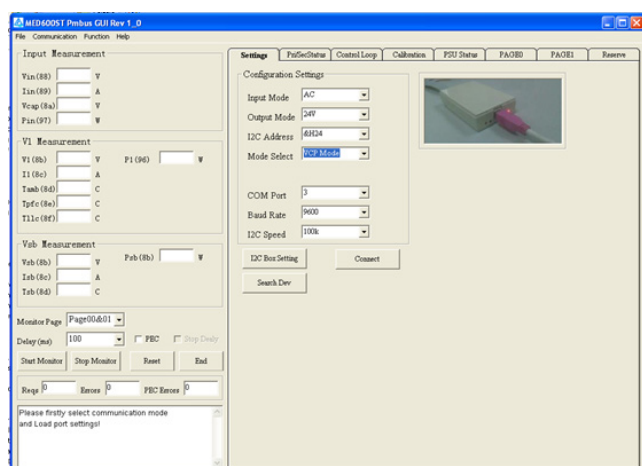 MED600ST Pmbus GUI Rev 1_0
File Communication Function Help
Input Measurement
Vin(88) V
Iin(89) A
Vcap(8a) V
Pin(97) W
V1 Measurement
V1(8b) V P1(96) W
I1(8c) A
Tamb(8d) C
Tpfc(8e) C
Tllc(8f) C
Vsb Measurement
Vsb(8b) V Psb(8b) W
Isb(8c) A
Tsb(8d) C
Monitor Page Page00&01
Delay(ms) 100 PEC Stop Dealy
Start Monitor Stop Monitor Reset End
Reqs 0 Errors 0 PEC Errors 0
Please firstly select communication mode
and Load port settings!
Settings Pri/SecStatus Control Loop Calibration PSU Status PAGE0 PAGE1 Reserve
Configuration Settings
Input Mode AC
Output Mode 24V
I2C Address &H24
Mode Select VCP Mode
COM Port 3
Baud Rate 9600
I2C Speed 100k
I2C Box Setting Connect
Search Dev